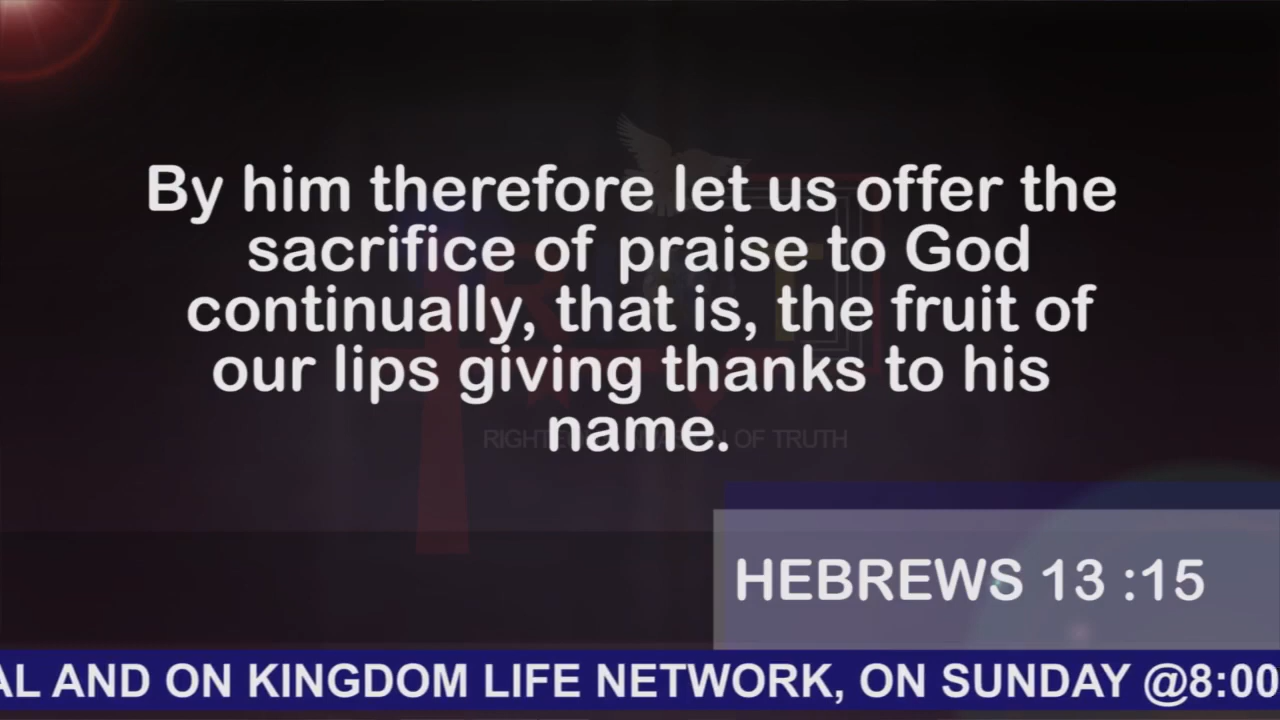 By him therefore let us offer the
sacrifice of praise to God
continually, that is, the fruit of
our lips giving thanks to his
name.
OF TRUTH
HEBREWS 13 :15
AL AND ON KINGDOM LIFE NETWORK, ON SUNDAY @8:00